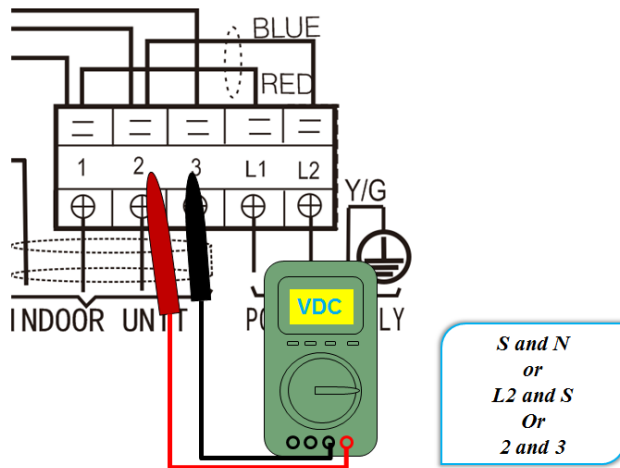 BLUE
RED
1 2 3 L1 L2
Y/G
INDOOR UNIT
VDC
S and N
or
L2 and S
Or
2 and 3